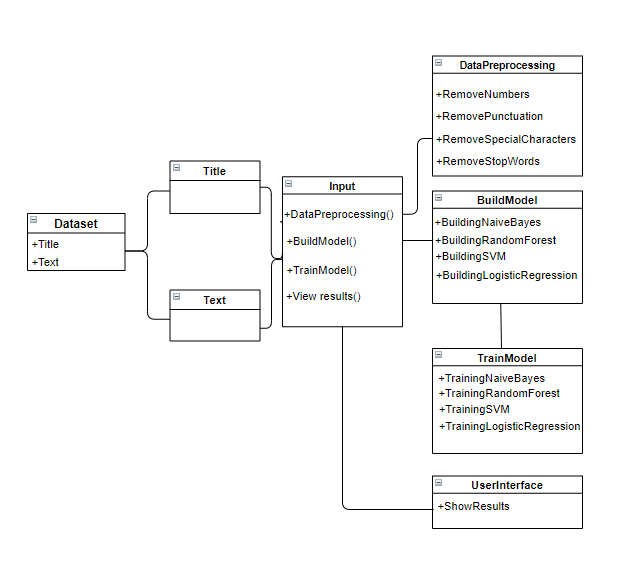 Dataset
+Title
+Text
Title
Text
Input
+DataPreprocessing()
+BuildModel()
+TrainModel()
+View results()
DataPreprocessing
+RemoveNumbers
+RemovePunctuation
+RemoveSpecialCharacters
+RemoveStopWords
BuildModel
+BuildingNaiveBayes
+BuildingRandomForest
+BuildingSVM
+BuildingLogisticRegression
TrainModel
+TrainingNaiveBayes
+TrainingRandomForest
+TrainingSVM
+TrainingLogisticRegression
UserInterface
+ShowResults